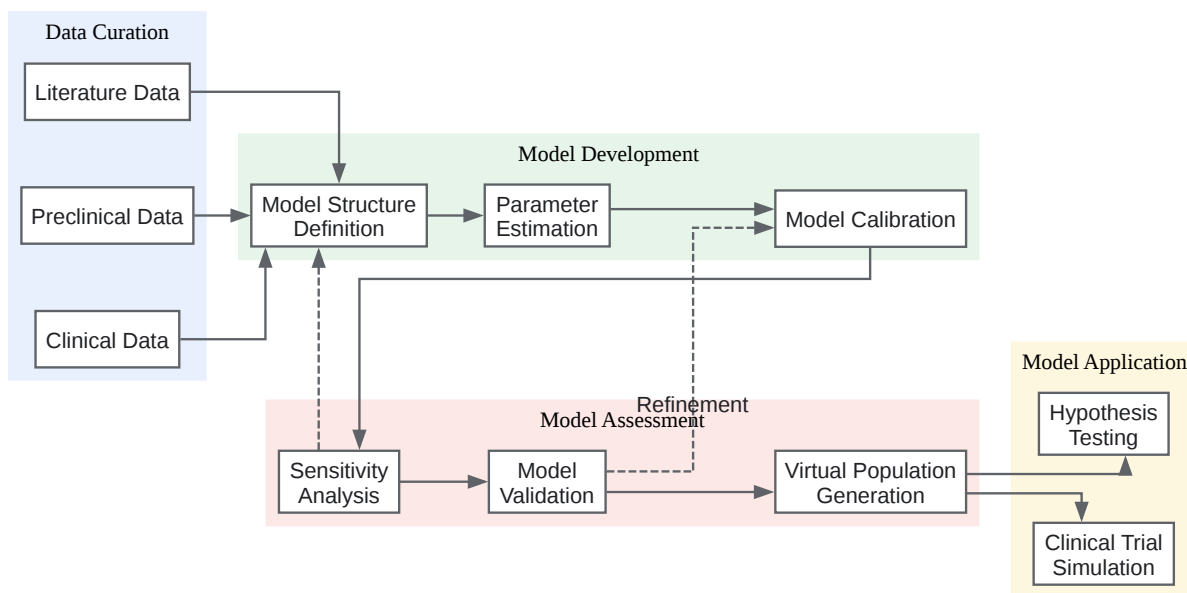 Data Curation
Literature Data
Preclinical Data
Clinical Data
Model Development
Model Structure
Definition
Parameter
Estimation
Model Calibration
Refinement
Model Assessment
Sensitivity
Analysis
Model
Validation
Virtual Population
Generation
Model Application
Hypothesis
Testing
Clinical Trial
Simulation